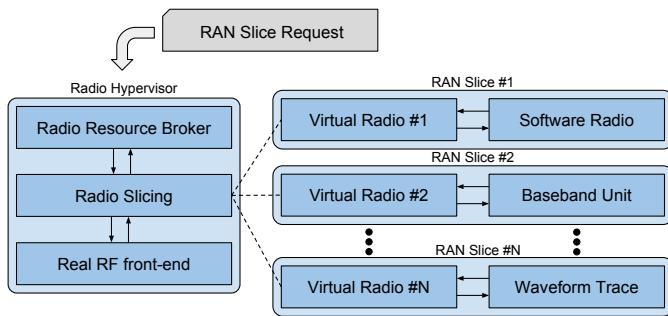 RAN Slice Request
Radio Hypervisor
Radio Resource Broker
Radio Slicing
Real RF front-end
RAN Slice #1
Virtual Radio #1
Software Radio
RAN Slice #2
Virtual Radio #2
Baseband Unit
RAN Slice #N
Virtual Radio #N
Waveform Trace